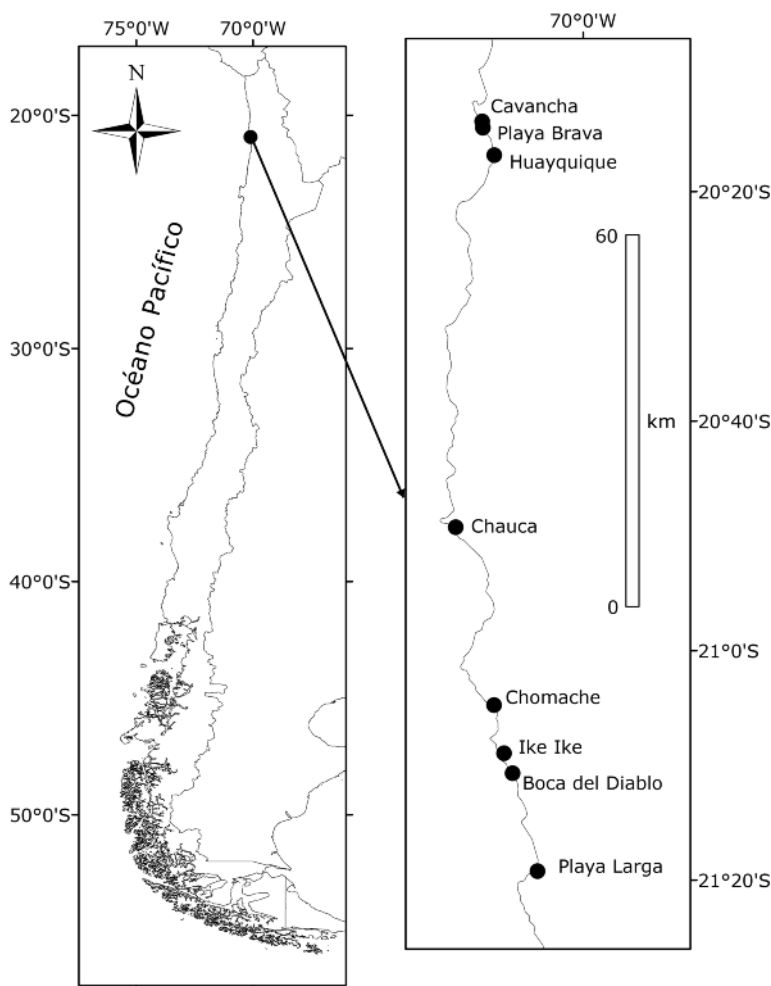 75°0'W
70°0'W
N
20°0'S
30°0'S
40°0'S
50°0'S
Océano Pacífico
70°0'W
Cavancha
Playa Brava
Huayquique
20°20'S
60
20°40'S
km
Chauca
0
21°0'S
Chomache
Ike Ike
Boca del Diablo
Playa Larga
21°20'S